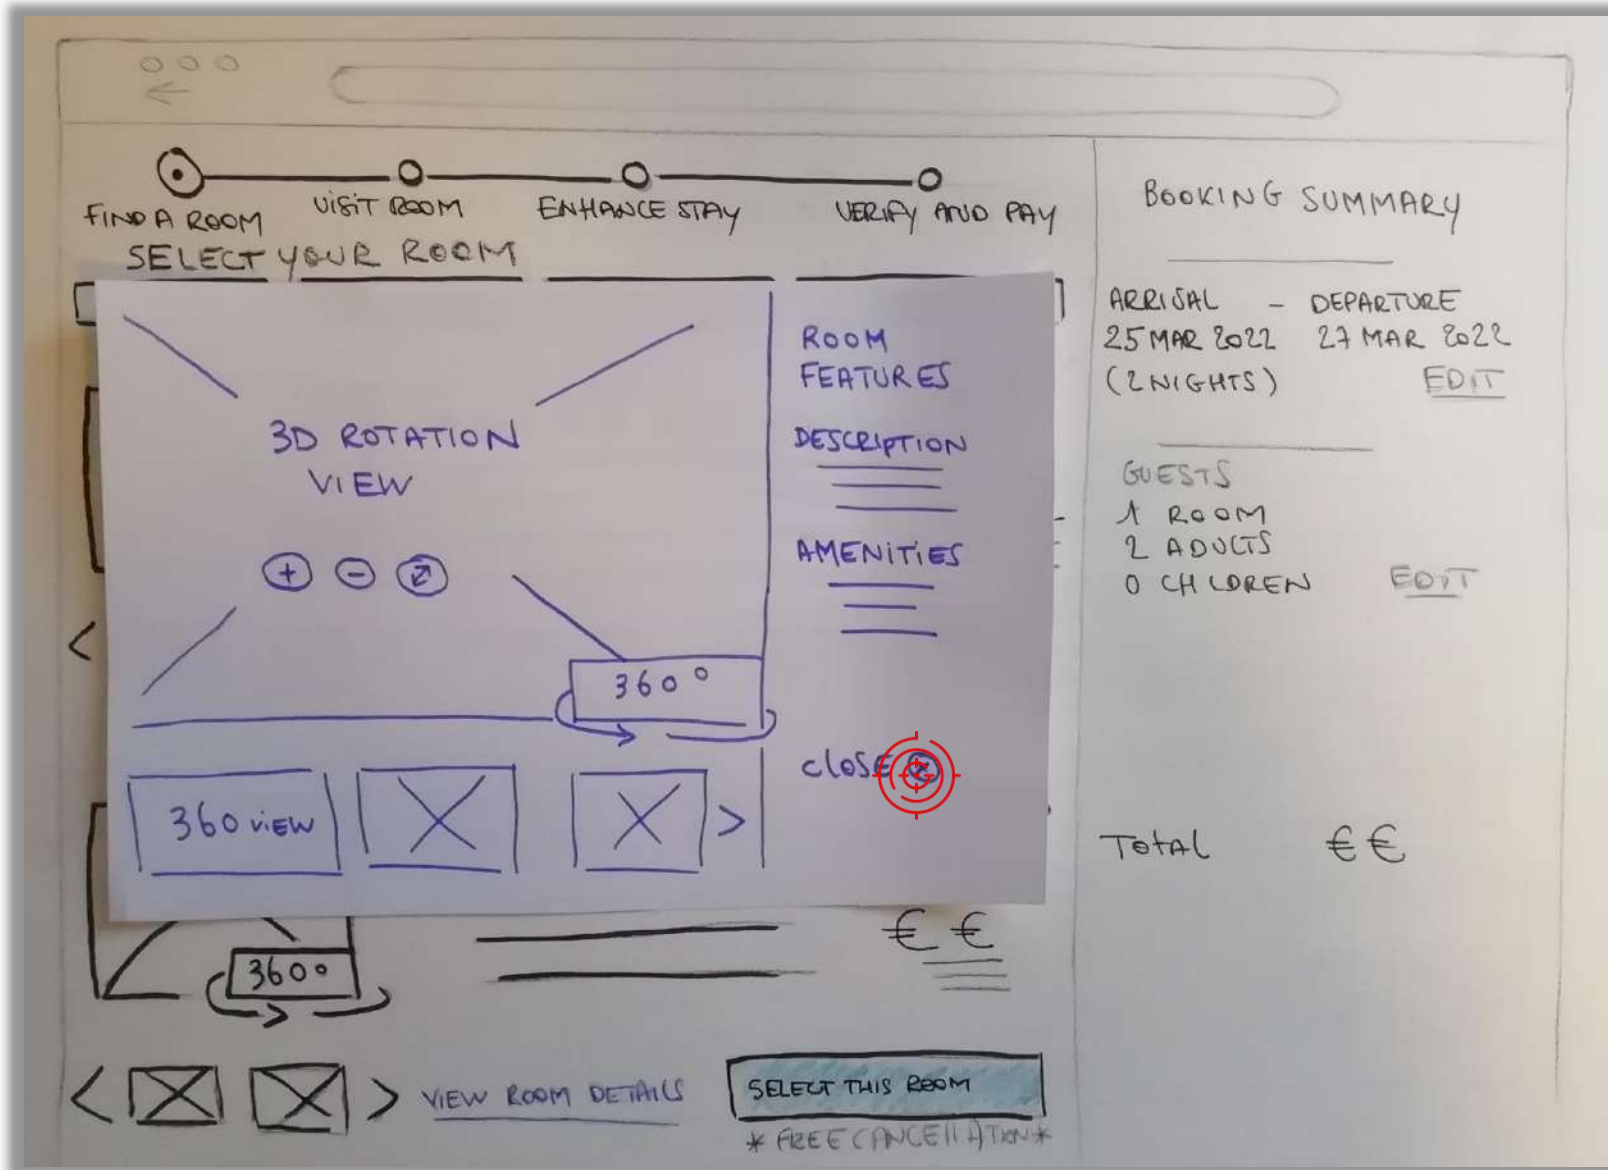 FIND A ROOM
VISIT ROOM
ENHANCE STAY
VERIFY AND PAY
SELECT YOUR ROOM
3D ROTATION
VIEW
+ -
360°
360 VIEW
>
ROOM
FEATURES
DESCRIPTION
AMENITIES
CLOSE
<
360°
€ €
<
>
VIEW ROOM DETAILS
SELECT THIS ROOM
* FREE CANCELLATION *
BOOKING SUMMARY
ARRISAL - DEPARTURE
25 MAR 2022 27 MAR 2022
(2 NIGHTS) EDIT
GUESTS
1 ROOM
2 ADULTS
0 CHILDREN EDIT
TOTAL €€